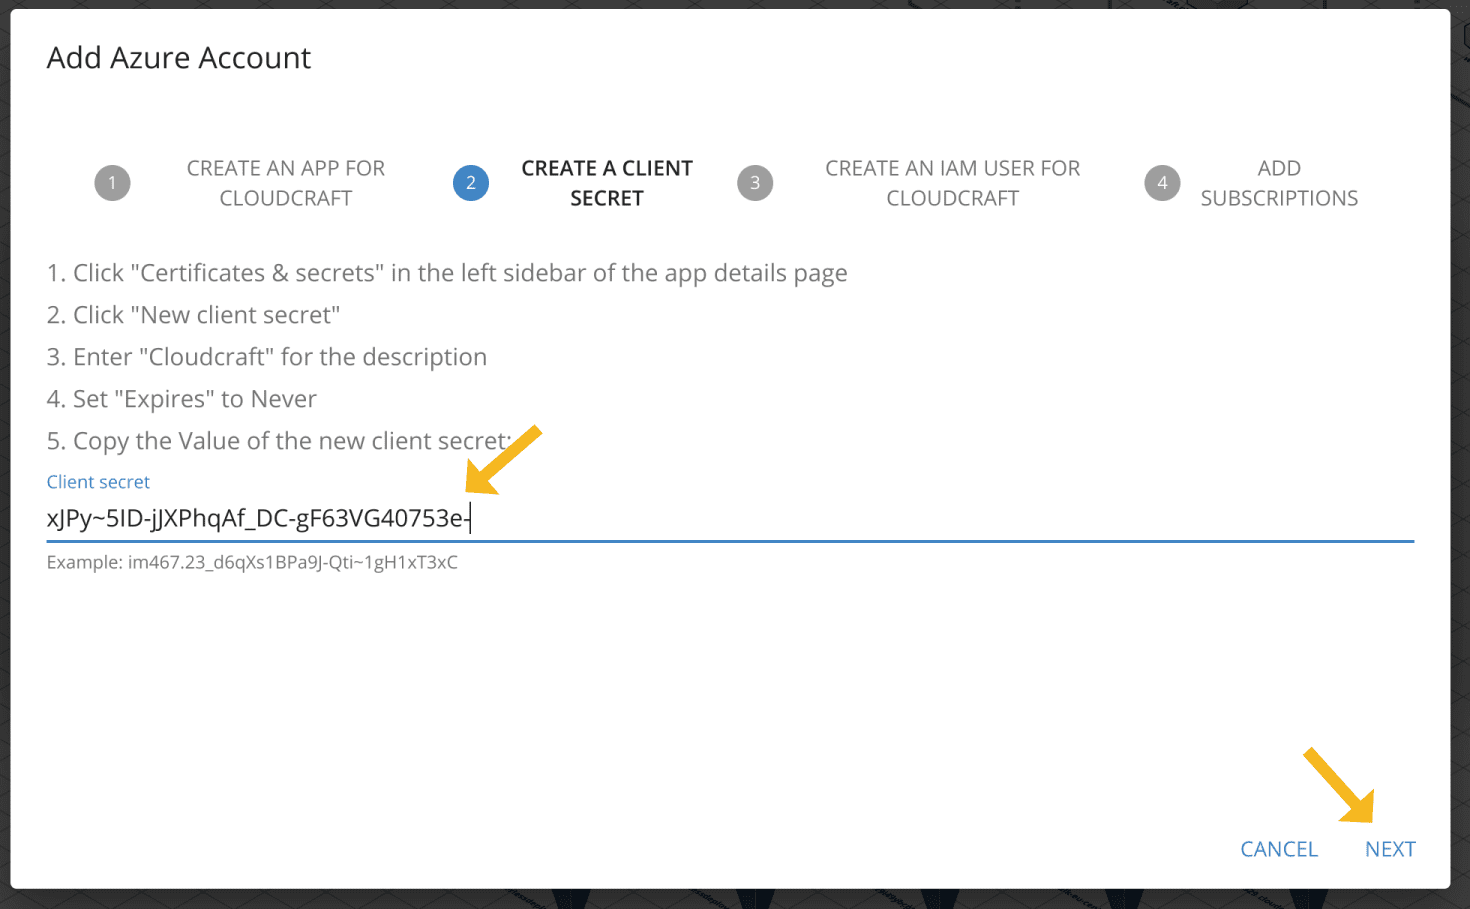 Add Azure Account
1
CREATE AN APP FOR
CLOUDCRAFT
2
CREATE A CLIENT
SECRET
3
CREATE AN IAM USER FOR
CLOUDCRAFT
4
ADD
SUBSCRIPTIONS
1. Click "Certificates & secrets" in the left sidebar of the app details page
2. Click "New client secret"
3. Enter "Cloudcraft" for the description
4. Set "Expires" to Never
5. Copy the Value of the new client secret:
Client secret
xJPy~5ID-jJXPhqAf_DC-gF63VG40753e-
Example: im467.23_d6qXs1BPa9J-Qti~1gH1xT3xC
CANCEL
NEXT